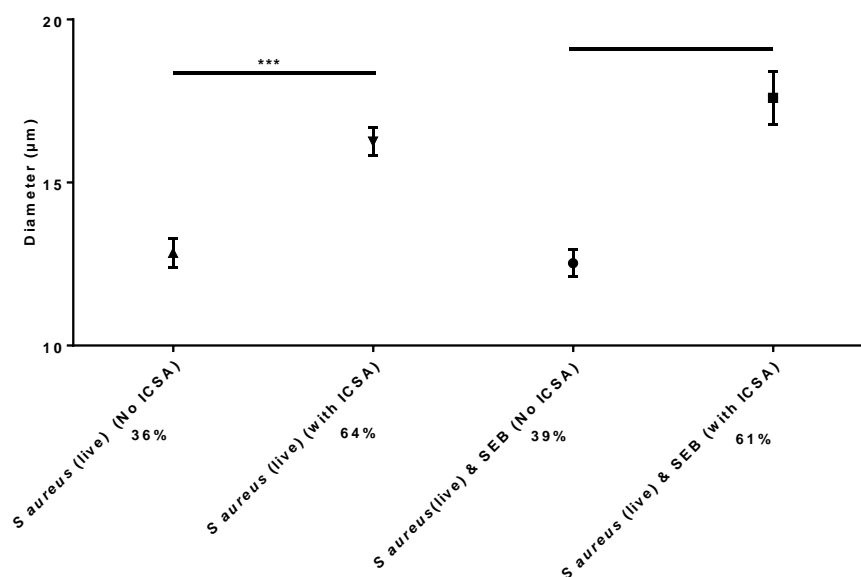 20
***
15
10
Diameter (µm)
S aureus (live) (No ICSA)
36%
S aureus (live) (with ICSA)
64%
S aureus(live) & SEB (No ICSA)
39%
S aureus (live) & SEB (with ICSA)
61%